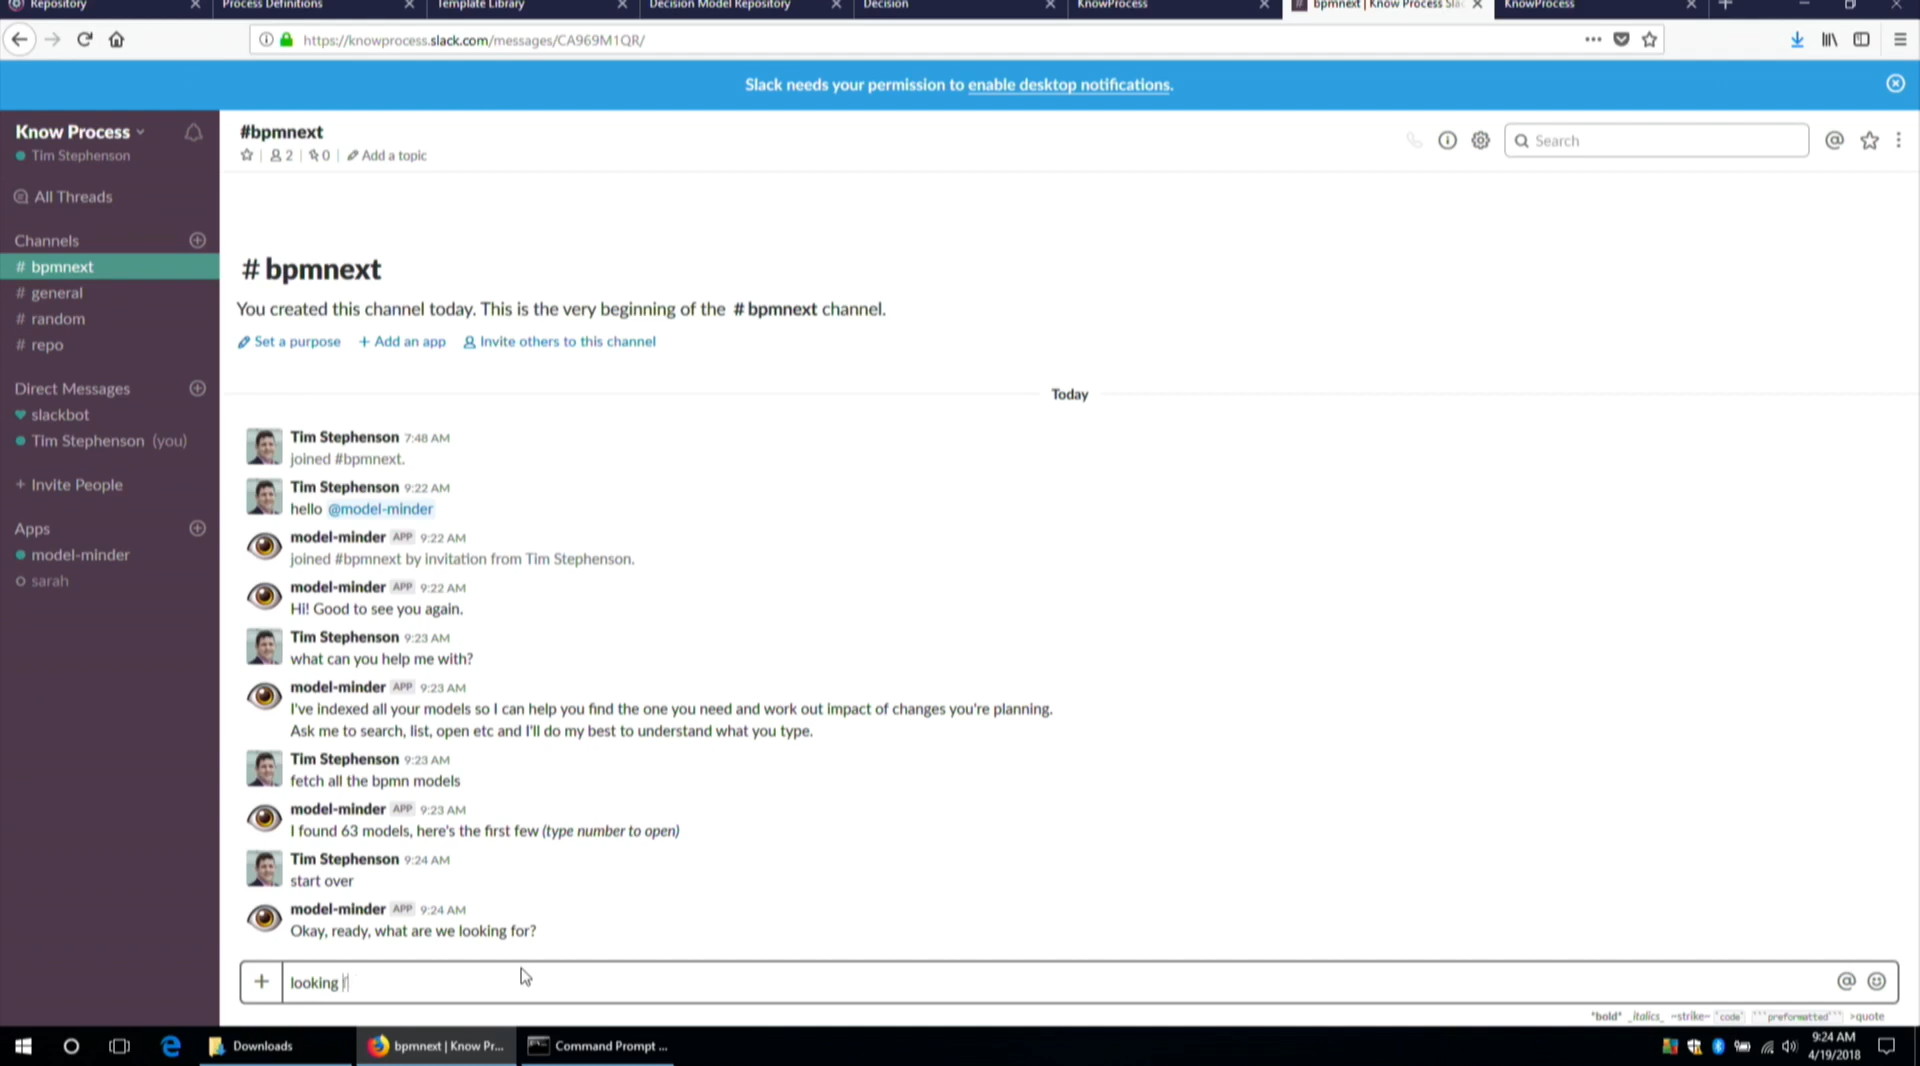 Repository
Process Definitions
Template Library
Decision Model Repository
Decision
KnowProcess
bpmnext | Know Process Sla
KnowProcess
https://knowprocess.slack.com/messages/CA969M1QR/
Slack needs your permission to enable desktop notifications.
Know Process
Tim Stephenson
All Threads
Channels
# bpmnext
# general
# random
# repo
Direct Messages
slackbot
Tim Stephenson (you)
+ Invite People
Apps
model-minder
sarah
#bpmnext
2 | 0 | Add a topic
Search
# bpmnext
You created this channel today. This is the very beginning of the # bpmnext channel.
Set a purpose + Add an app Invite others to this channel
Today
Tim Stephenson 7:48 AM
joined #bpmnext.
Tim Stephenson 9:22 AM
hello @model-minder
model-minder APP 9:22 AM
joined #bpmnext by invitation from Tim Stephenson.
model-minder APP 9:22 AM
Hi! Good to see you again.
Tim Stephenson 9:23 AM
what can you help me with?
model-minder APP 9:23 AM
I've indexed all your models so I can help you find the one you need and work out impact of changes you're planning.
Ask me to search, list, open etc and I'll do my best to understand what you type.
Tim Stephenson 9:23 AM
fetch all the bpmn models
model-minder APP 9:23 AM
I found 63 models, here's the first few (type number to open)
Tim Stephenson 9:24 AM
start over
model-minder APP 9:24 AM
Okay, ready, what are we looking for?
looking
*bold* _italics_ ~strike~ `code` ```preformatted``` >quote
Downloads
bpmnext | Know Pr...
Command Prompt ...
9:24 AM
4/19/2018